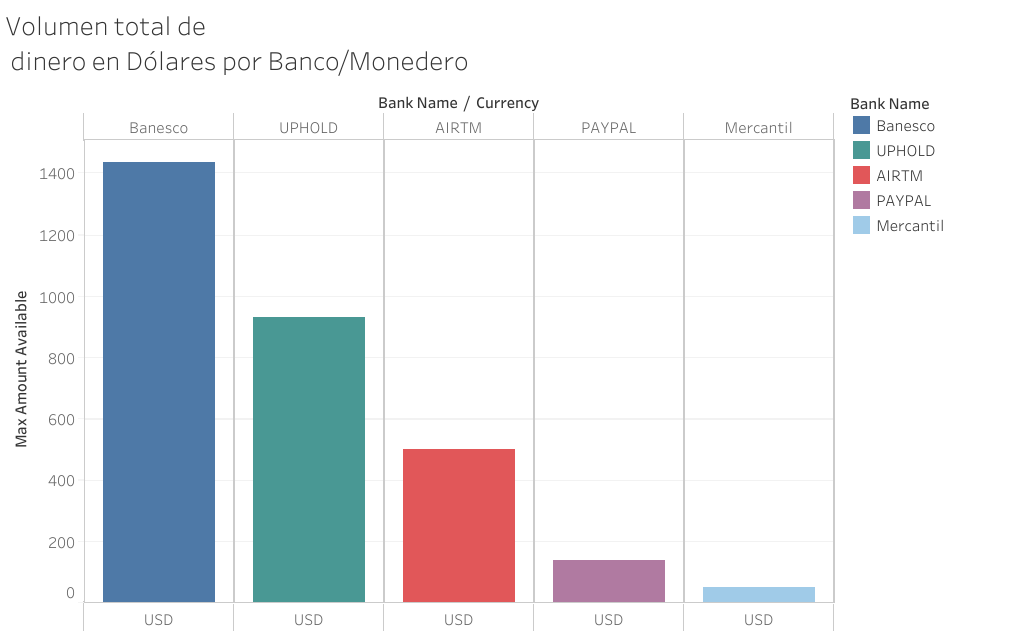 Volumen total de
dinero en Dólares por Banco/Monedero
Bank Name / Currency
Banesco UPHOLD AIRTM PAYPAL Mercantil
Max Amount Available
1400
1200
1000
800
600
400
200
0
USD USD USD USD USD
Bank Name
Banesco
UPHOLD
AIRTM
PAYPAL
Mercantil